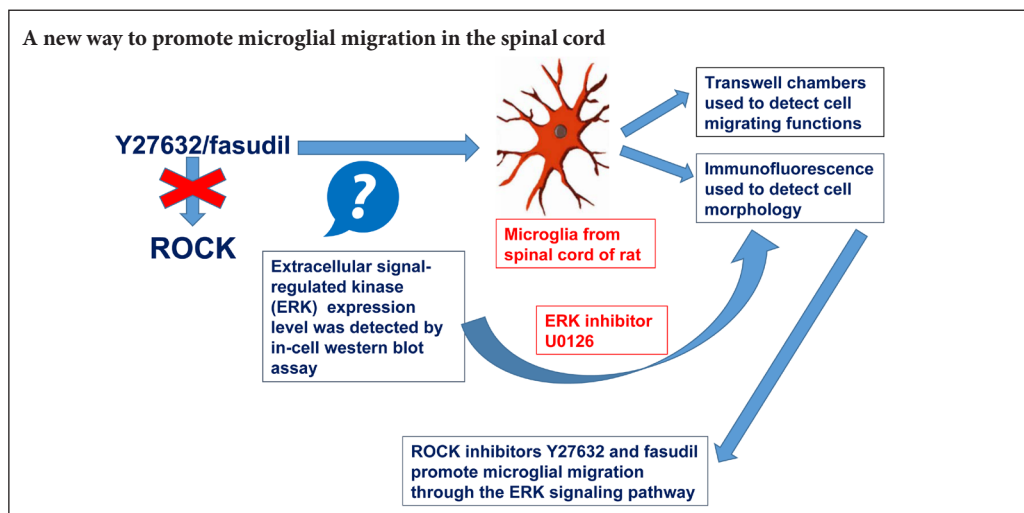 A new way to promote microglial migration in the spinal cord
Y27632/fasudil
ROCK
?
Extracellular signal-
regulated kinase
(ERK) expression
level was detected by
in-cell western blot
assay
Microglia from
spinal cord of rat
ERK inhibitor
U0126
Transwell chambers
used to detect cell
migrating functions
Immunofluorescence
used to detect cell
morphology
ROCK inhibitors Y27632 and fasudil
promote microglial migration
through the ERK signaling pathway